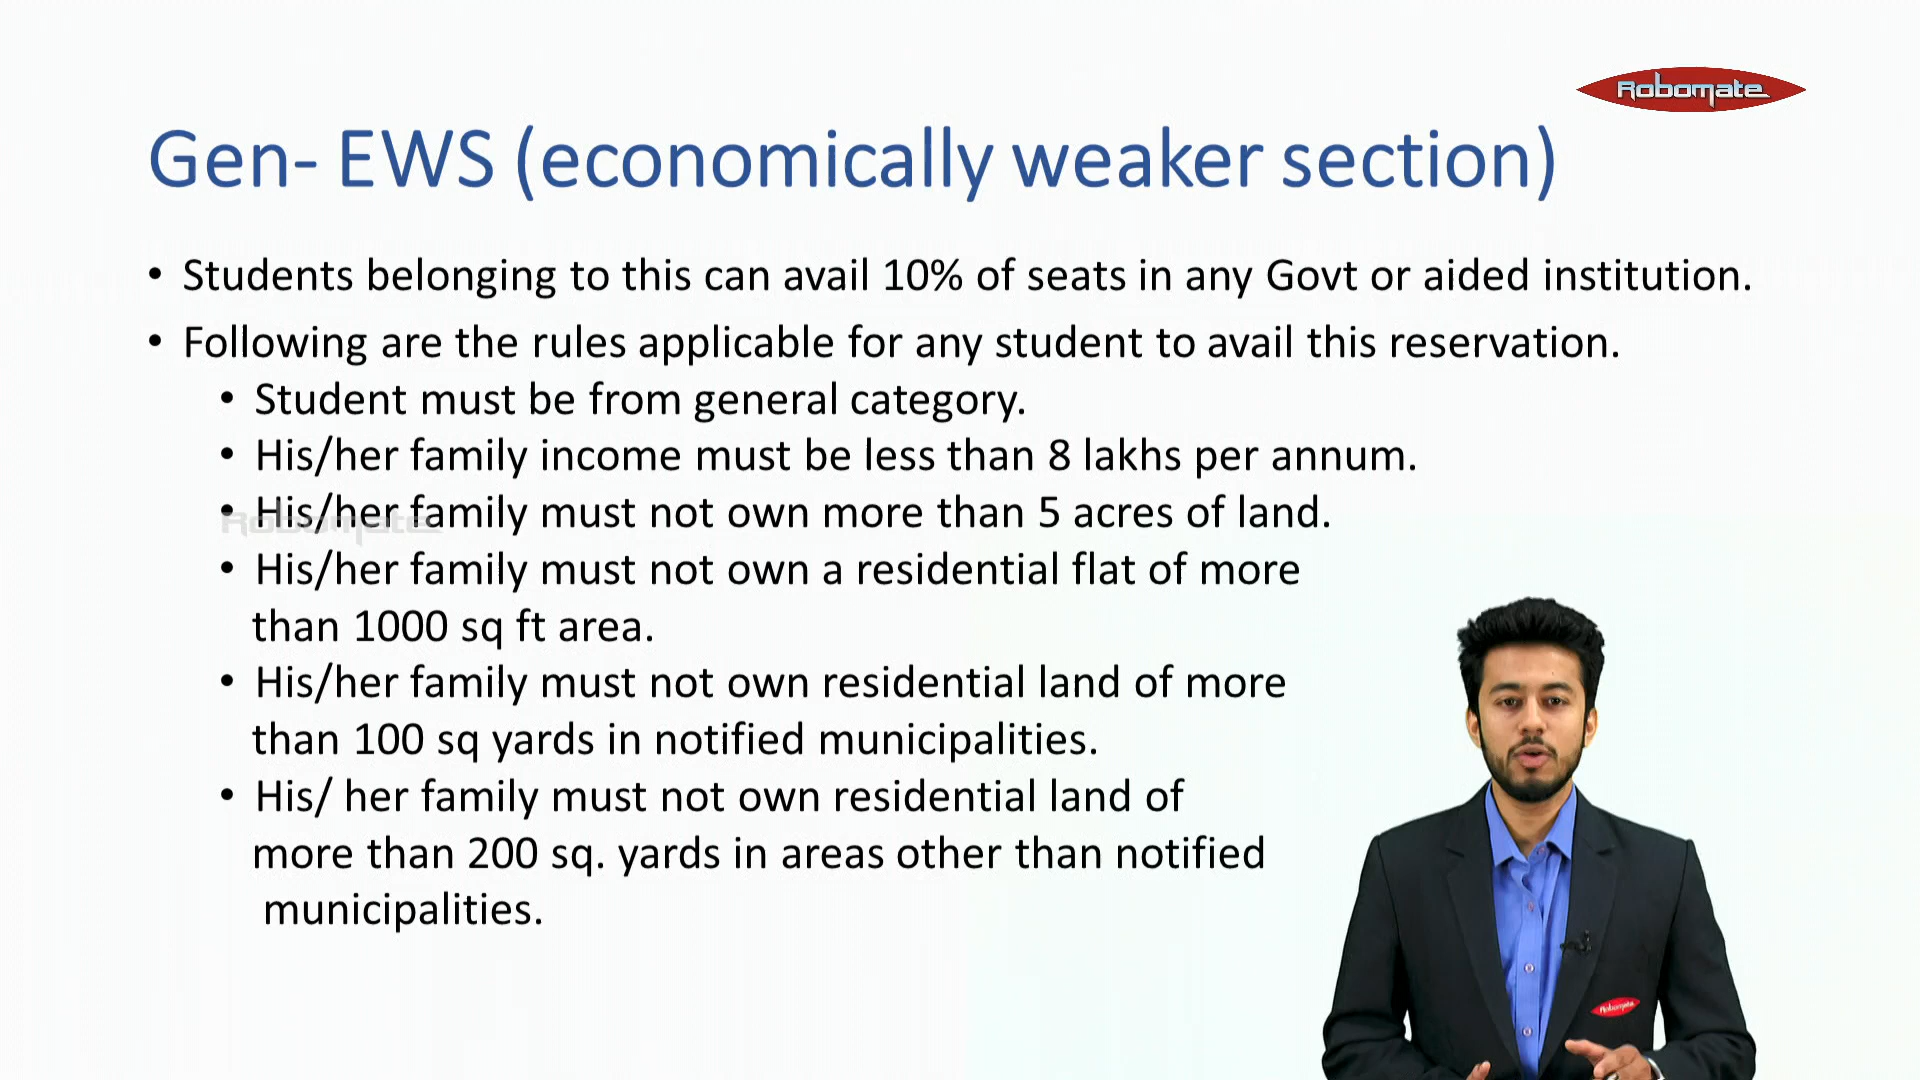 Robomate
Gen- EWS (economically weaker section)
• Students belonging to this can avail 10% of seats in any Govt or aided institution.
• Following are the rules applicable for any student to avail this reservation.
• Student must be from general category.
• His/her family income must be less than 8 lakhs per annum.
• His/her family must not own more than 5 acres of land.
Robomate
• His/her family must not own a residential flat of more
than 1000 sq ft area.
• His/her family must not own residential land of more
than 100 sq yards in notified municipalities.
• His/ her family must not own residential land of
more than 200 sq. yards in areas other than notified
municipalities.
Robomate